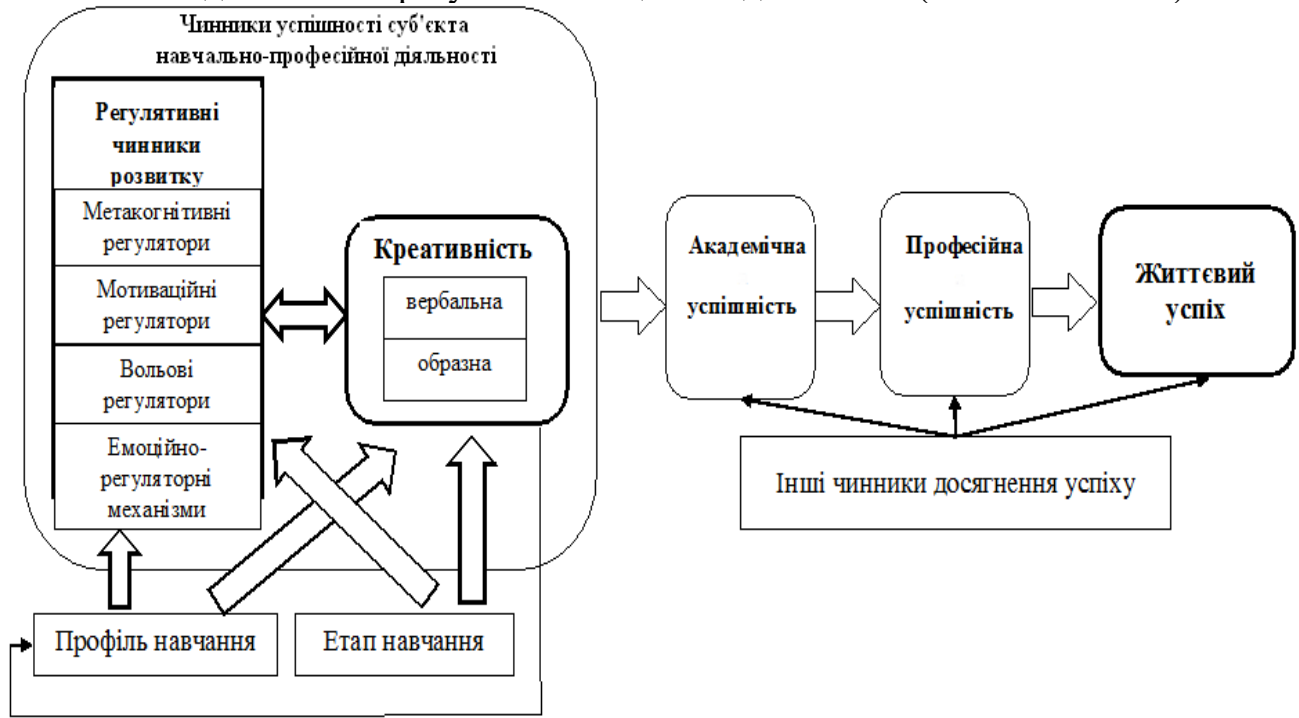 Чинники успішності суб'єкта
навчально-професійної діяльності
Регулятивні
чинники
розвитку
Метакогнітивні
регулятори
Мотиваційні
регулятори
Вольові
регулятори
Емоційно-
регуляторні
механізми
Креативність
вербальна
образна
Академічна
успішність
Професійна
успішність
Життєвий
успіх
Інші чинники досягнення успіху
Профіль навчання
Етап навчання